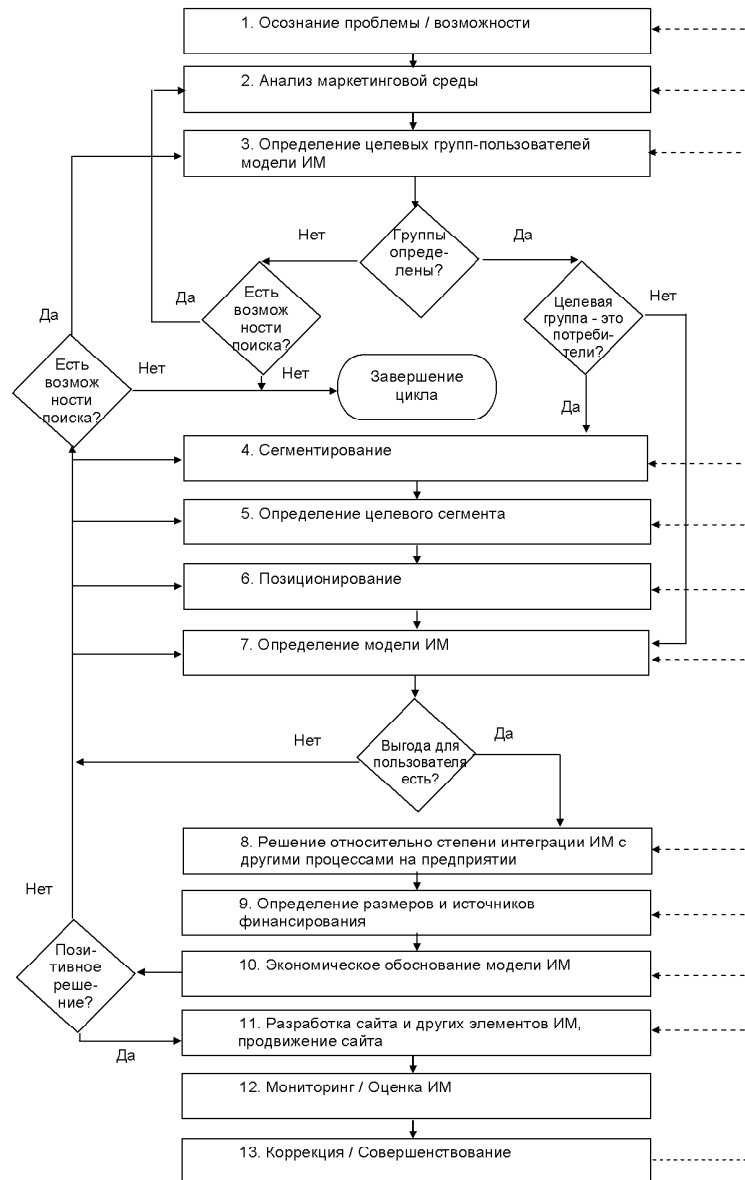 1. Осознание проблемы / возможности
2. Анализ маркетинговой среды
3. Определение целевых групп-пользователей
модели ИМ
Нет
Группы
опреде-
лены?
Да
Да
Есть
возмож
ности
поиска?
Целевая
группа - это
потреби-
тели?
Нет
Да
Есть
возмож
ности
поиска?
Нет
Нет
Завершение
цикла
Да
4. Сегментирование
5. Определение целевого сегмента
6. Позиционирование
7. Определение модели ИМ
Нет
Выгода для
пользователя
есть?
Да
8. Решение относительно степени интеграции ИМ с
другими процессами на предприятии
Нет
9. Определение размеров и источников
финансирования
Пози-
тивное
реше-
ние?
10. Экономическое обоснование модели ИМ
11. Разработка сайта и других элементов ИМ,
продвижение сайта
Да
12. Мониторинг / Оценка ИМ
13. Коррекция / Совершенствование